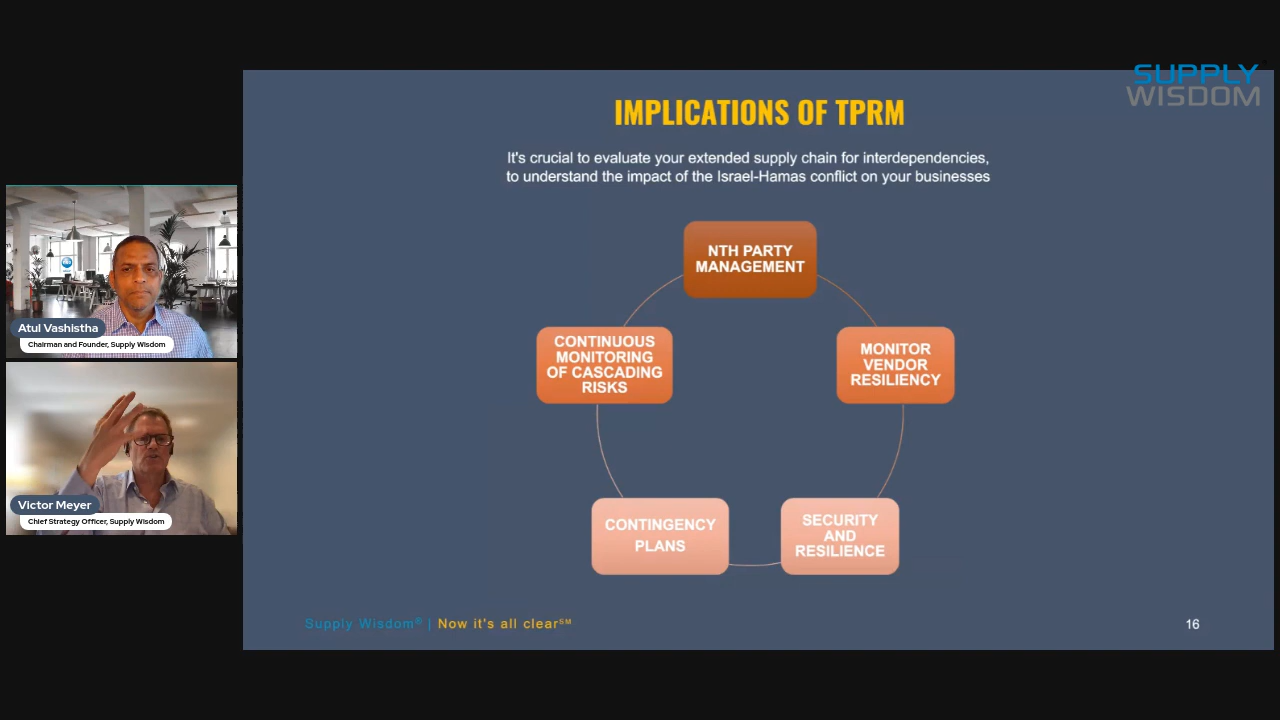 SUPPLY
WISDOM
IMPLICATIONS OF TPRM
It's crucial to evaluate your extended supply chain for interdependencies,
to understand the impact of the Israel-Hamas conflict on your businesses
NTH PARTY
MANAGEMENT
CONTINUOUS
MONITORING
OF CASCADING
RISKS
MONITOR
VENDOR
RESILIENCY
CONTINGENCY
PLANS
SECURITY
AND
RESILIENCE
Supply Wisdom® | Now it's all clear℠
16
Atul Vashistha
Chairman and Founder, Supply Wisdom
Victor Meyer
Chief Strategy Officer, Supply Wisdom